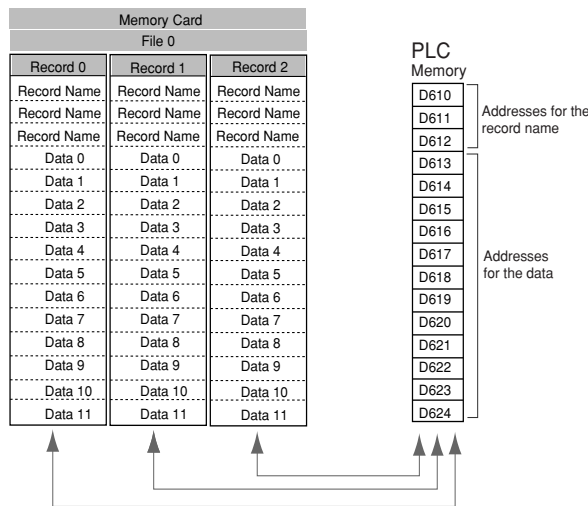 Memory Card
File 0
Record 0 Record 1 Record 2
Record Name Record Name Record Name
Record Name Record Name Record Name
Record Name Record Name Record Name
Data 0 Data 0 Data 0
Data 1 Data 1 Data 1
Data 2 Data 2 Data 2
Data 3 Data 3 Data 3
Data 4 Data 4 Data 4
Data 5 Data 5 Data 5
Data 6 Data 6 Data 6
Data 7 Data 7 Data 7
Data 8 Data 8 Data 8
Data 9 Data 9 Data 9
Data 10 Data 10 Data 10
Data 11 Data 11 Data 11
PLC
Memory
D610
D611
D612
D613
D614
D615
D616
D617
D618
D619
D620
D621
D622
D623
D624
Addresses for the
record name
Addresses
for the data